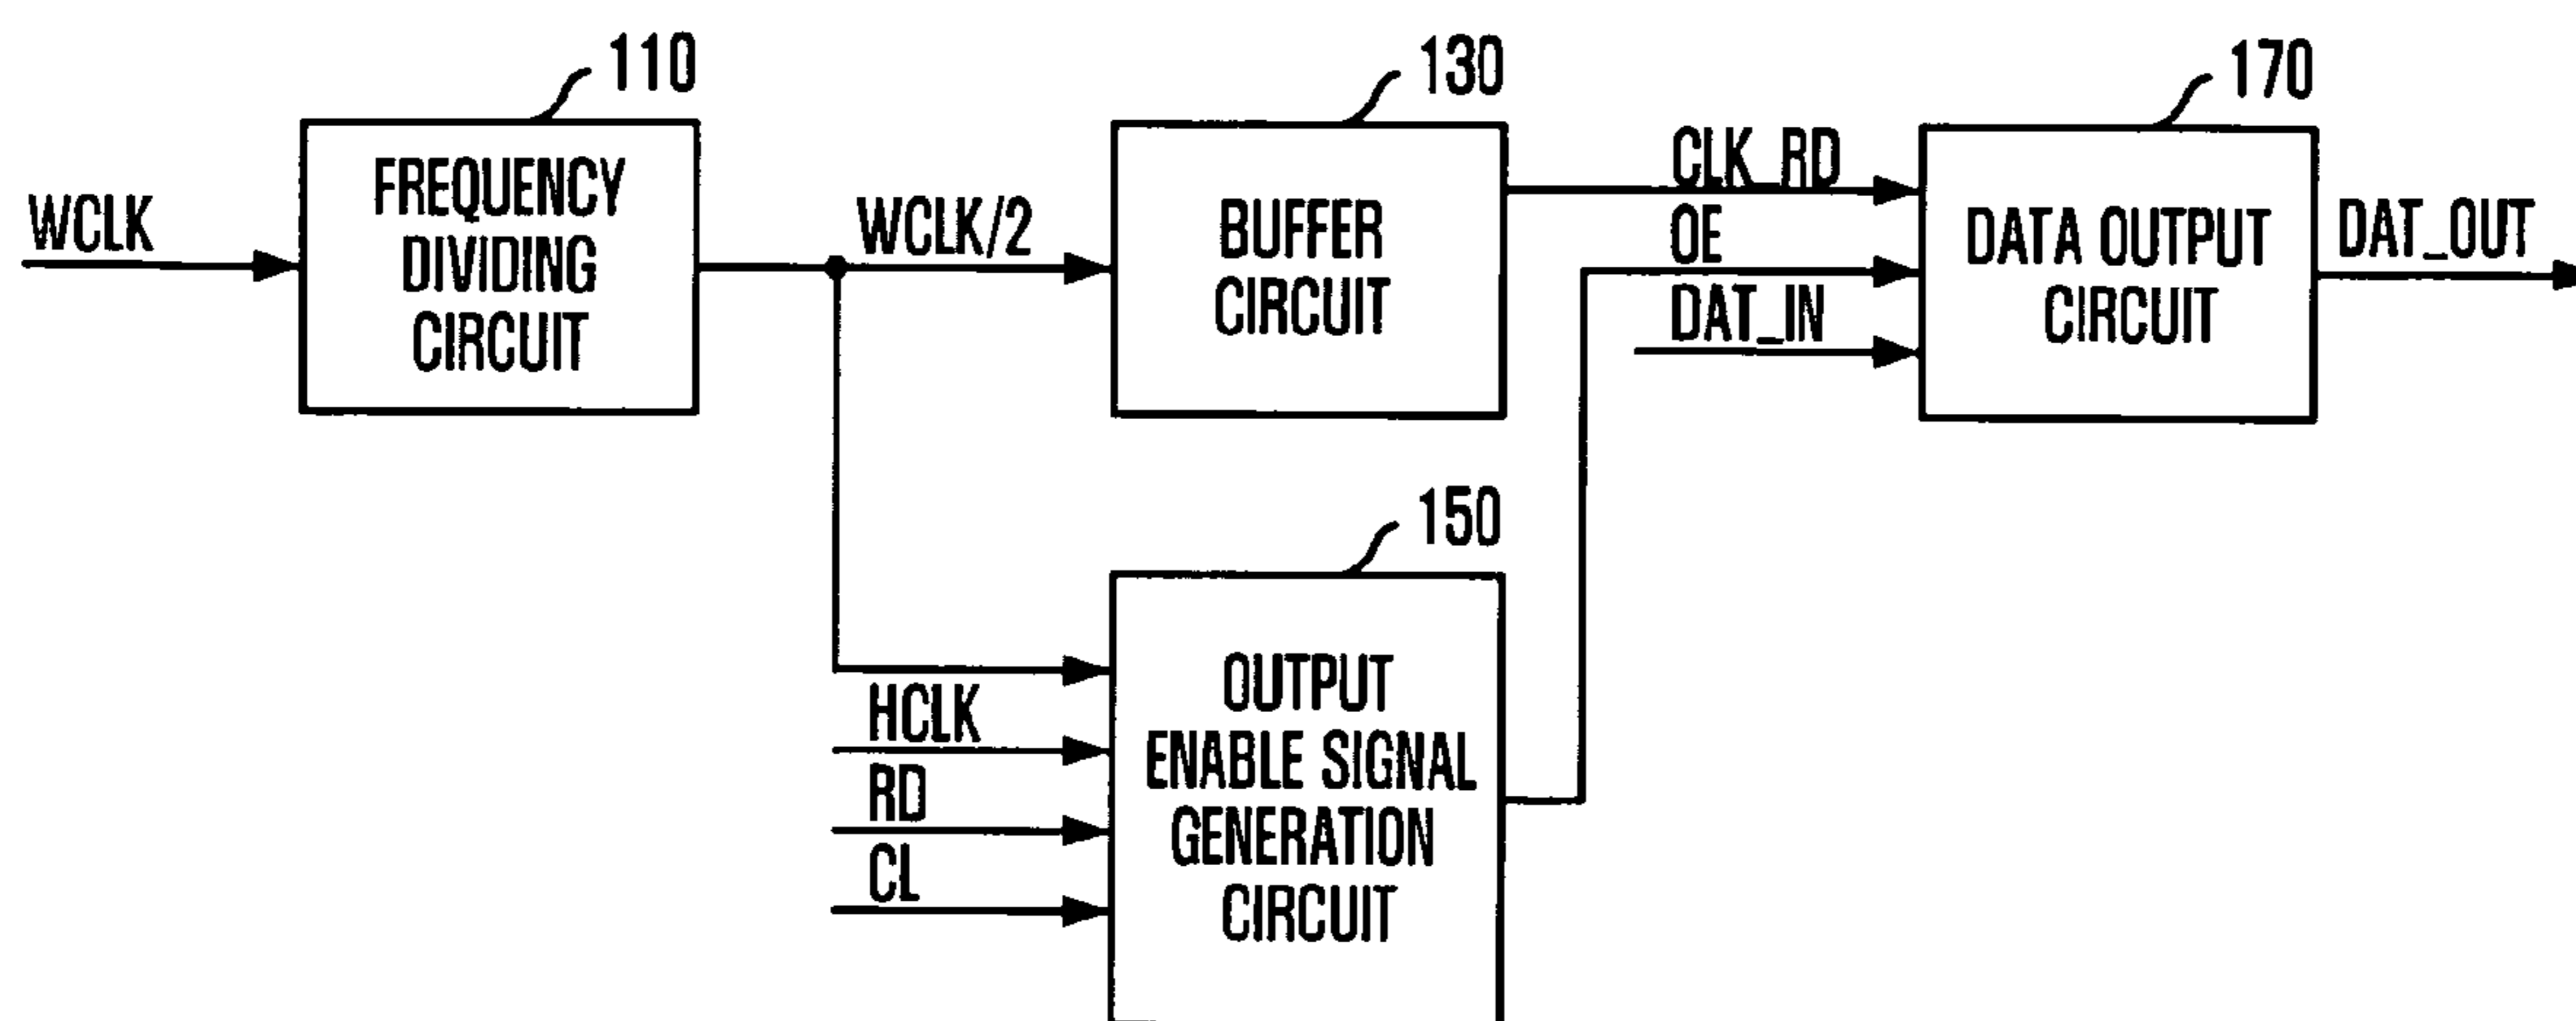 110
130
170
WCLK
FREQUENCY
DIVIDING
CIRCUIT
WCLK/2
BUFFER
CIRCUIT
CLK_RD
OE
DAT_IN
DATA OUTPUT
CIRCUIT
DAT_OUT
150
HCLK
RD
CL
OUTPUT
ENABLE SIGNAL
GENERATION
CIRCUIT